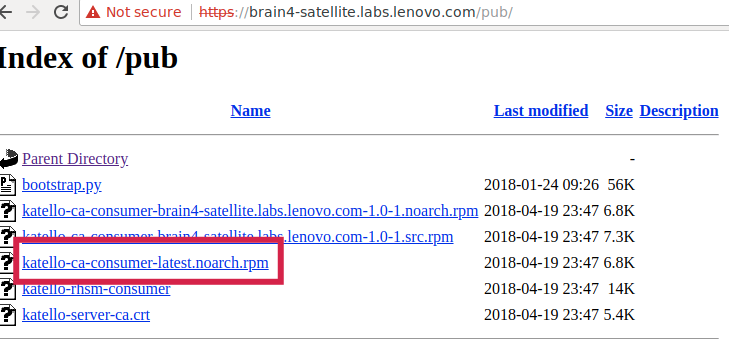 Not secure https://brain4-satellite.labs.lenovo.com/pub/
Index of /pub
Name Last modified Size Description
Parent Directory -
bootstrap.py 2018-01-24 09:26 56K
katello-ca-consumer-brain4-satellite.labs.lenovo.com-1.0-1.noarch.rpm 2018-04-19 23:47 6.8K
katello-ca-consumer-brain4-satellite.labs.lenovo.com-1.0-1.src.rpm 2018-04-19 23:47 7.3K
katello-ca-consumer-latest.noarch.rpm 2018-04-19 23:47 6.8K
katello-rhsm-consumer 2018-04-19 23:47 14K
katello-server-ca.crt 2018-04-19 23:47 5.4K